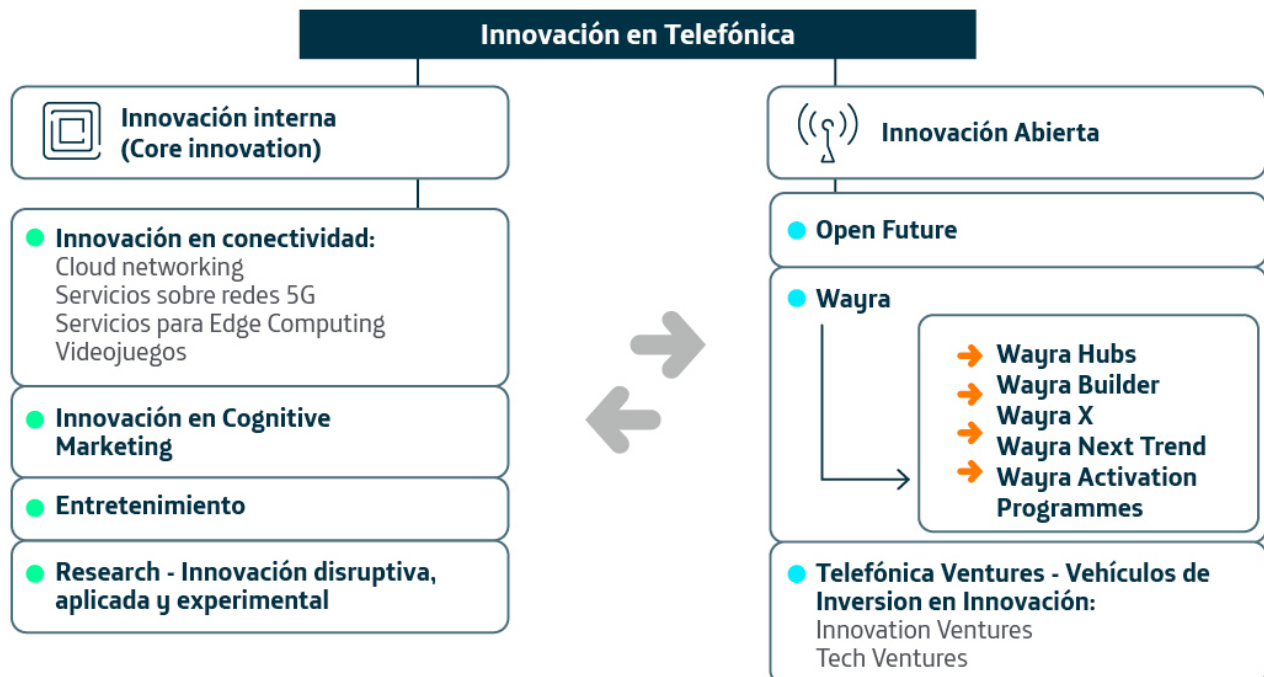 Innovación en Telefónica
Innovación interna
(Core innovation)
Innovación en conectividad:
Cloud networking
Servicios sobre redes 5G
Servicios para Edge Computing
Videojuegos
Innovación en Cognitive
Marketing
Entretenimiento
Research - Innovación disruptiva,
aplicada y experimental
Innovación Abierta
Open Future
Wayra
Wayra Hubs
Wayra Builder
Wayra X
Wayra Next Trend
Wayra Activation
Programmes
Telefónica Ventures - Vehículos de
Inversion en Innovación:
Innovation Ventures
Tech Ventures